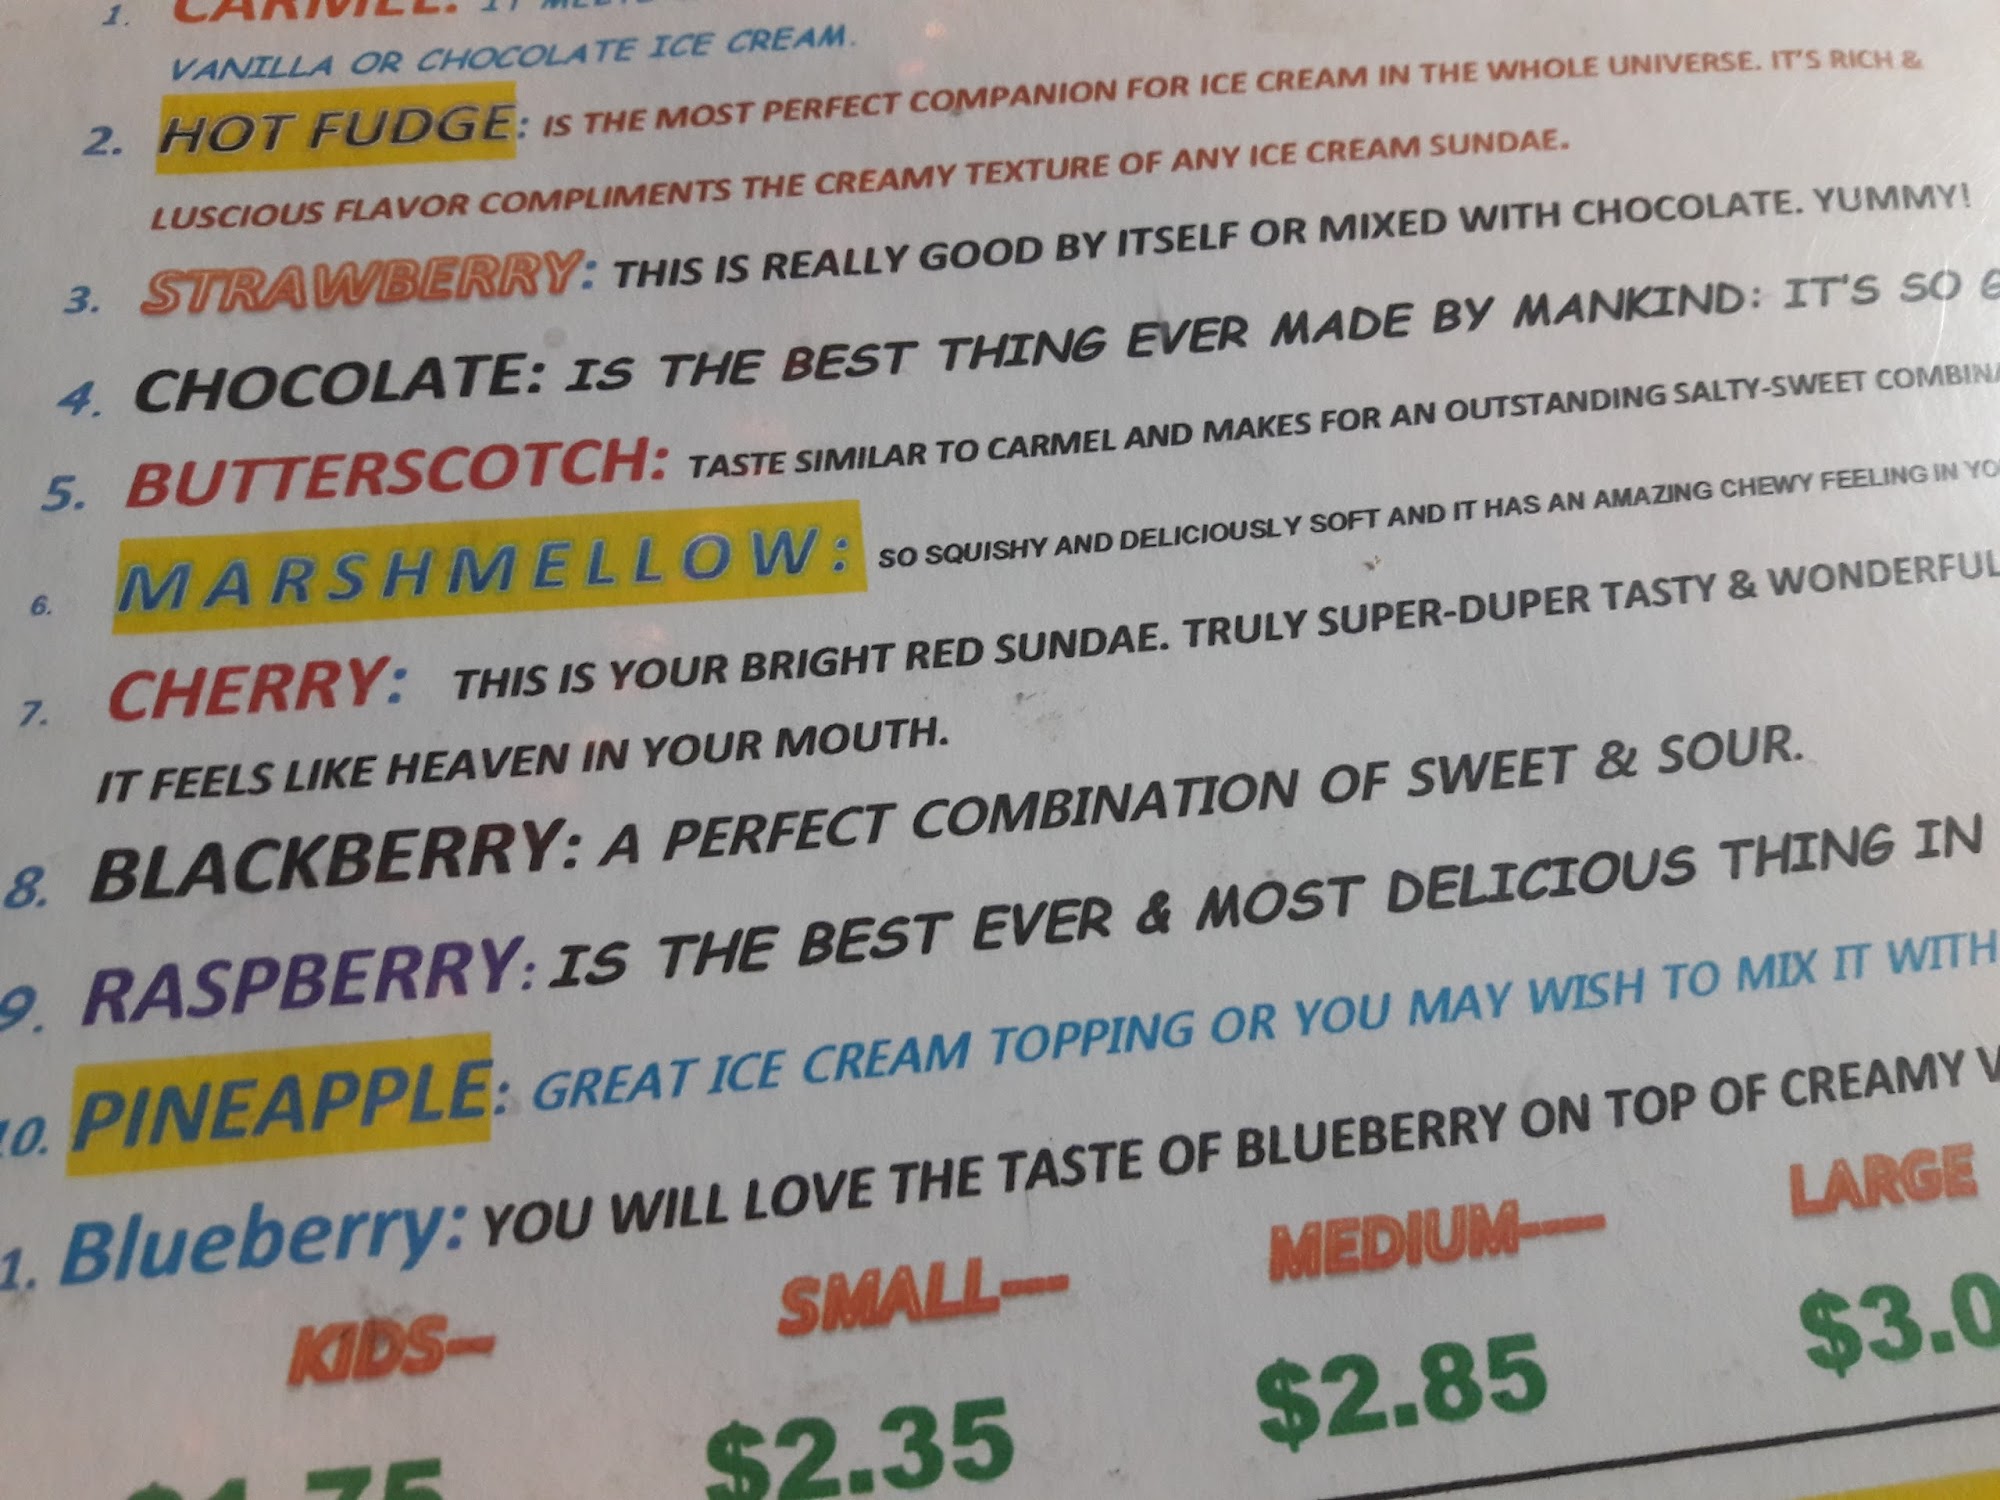 1. CARMEL: IT
VANILLA OR CHOCOLATE ICE CREAM.
2. HOT FUDGE: IS THE MOST PERFECT COMPANION FOR ICE CREAM IN THE WHOLE UNIVERSE. IT'S RICH &
LUSCIOUS FLAVOR COMPLIMENTS THE CREAMY TEXTURE OF ANY ICE CREAM SUNDAE.
3. STRAWBERRY: THIS IS REALLY GOOD BY ITSELF OR MIXED WITH CHOCOLATE. YUMMY!
4. CHOCOLATE: IS THE BEST THING EVER MADE BY MANKIND: IT'S SO
5. BUTTERSCOTCH: TASTE SIMILAR TO CARMEL AND MAKES FOR AN OUTSTANDING SALTY-SWEET
6. MARSHMELLOW: SO SQUISHY AND DELICIOUSLY SOFT AND IT HAS AN AMAZING CHEWY FEELING IN
7. CHERRY: THIS IS YOUR BRIGHT RED SUNDAE. TRULY SUPER-DUPER TASTY & WONDERFUL
IT FEELS LIKE HEAVEN IN YOUR MOUTH.
8. BLACKBERRY: A PERFECT COMBINATION OF SWEET & SOUR.
9. RASPBERRY: IS THE BEST EVER & MOST DELICIOUS THING IN
10. PINEAPPLE: GREAT ICE CREAM TOPPING OR YOU MAY WISH TO MIX IT WITH
1. Blueberry: YOU WILL LOVE THE TASTE OF BLUEBERRY ON TOP OF CREAMY
KIDS-- SMALL--- MEDIUM---- LARGE
$1.75 $2.35 $2.85 $3.0